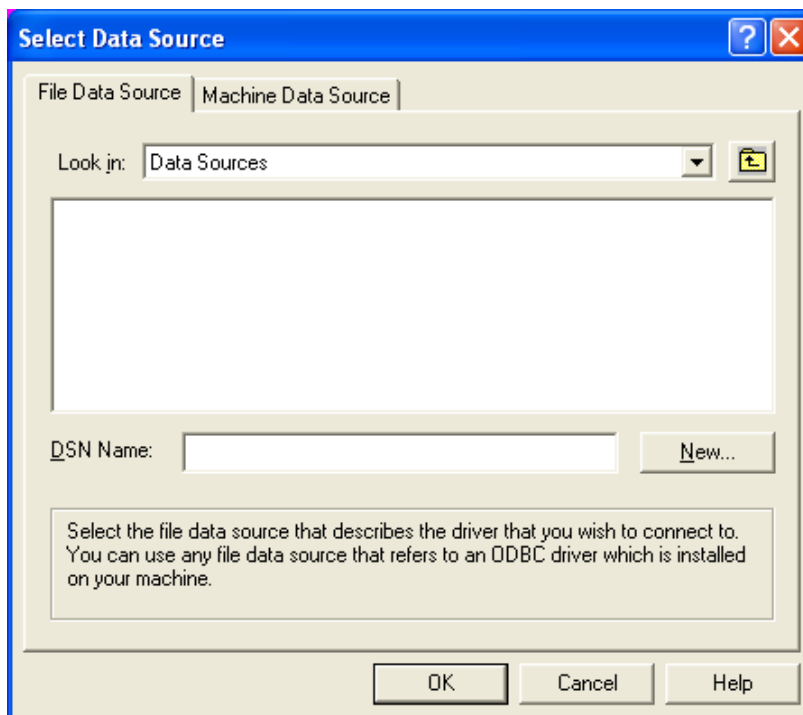 Select Data Source
File Data Source
Machine Data Source
Look in:
Data Sources
DSN Name:
New...
Select the file data source that describes the driver that you wish to connect to.
You can use any file data source that refers to an ODBC driver which is installed
on your machine.
OK
Cancel
Help